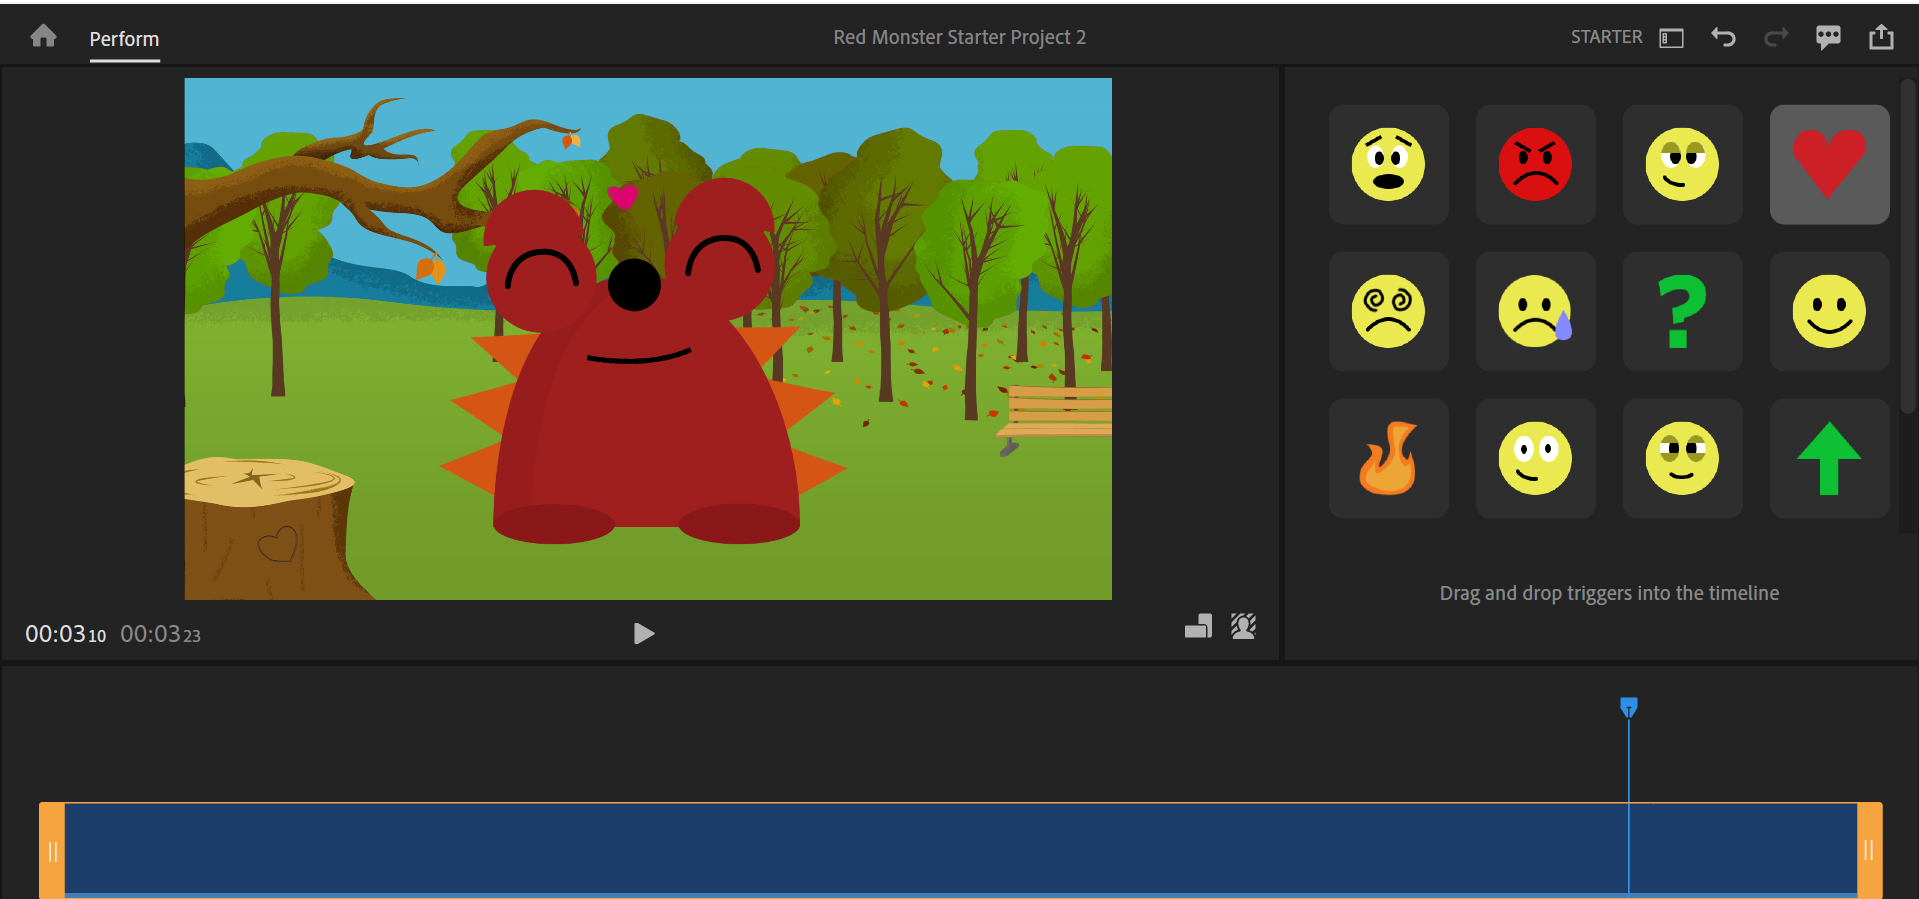 Perform
Red Monster Starter Project 2
STARTER
00:03 10 00:03 23
Drag and drop triggers into the timeline